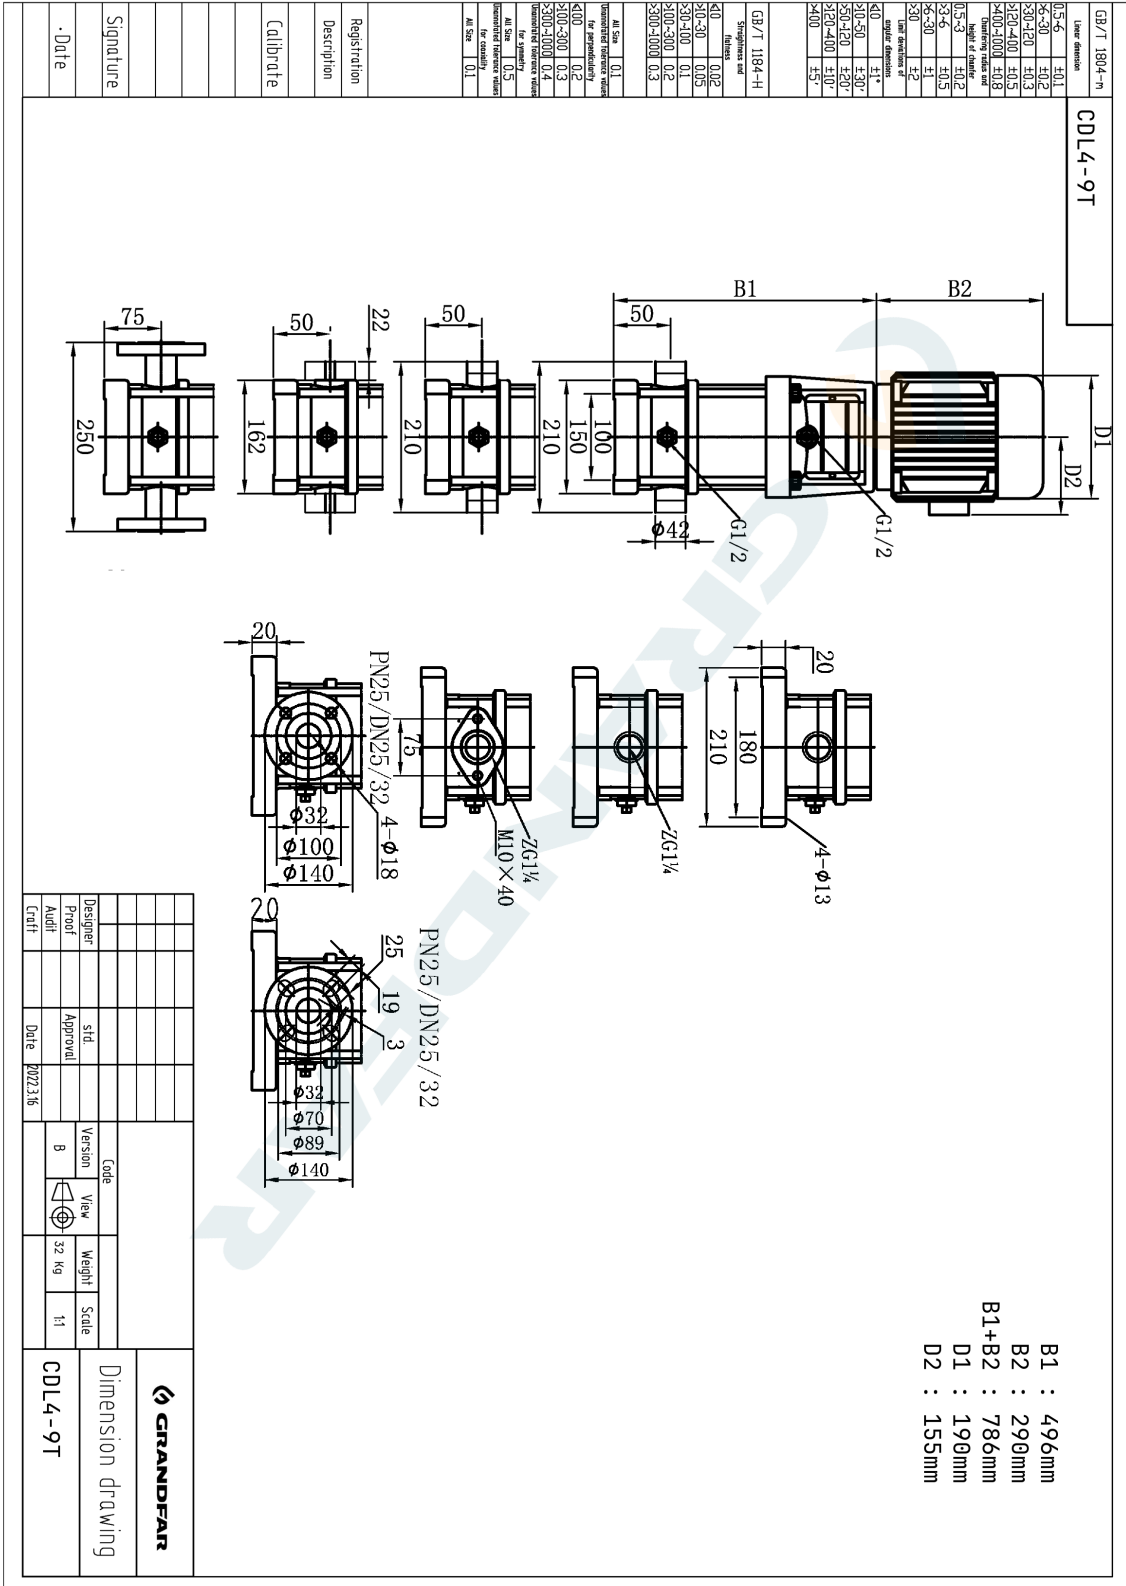 GB/T 1804-m
Linear dimension
0.5~6 ±0.1
>6~30 ±0.2
>30~120 ±0.3
>120~400 ±0.5
>400~1000 ±0.8
Chamfering radius and
height of chamfer
0.5~3 ±0.2
>3~6 ±0.5
>6~30 ±1
>30 ±2
Limit deviations of
angular dimensions
≤10 ±1°
>10~50 ±30′
>50~120 ±20′
>120~400 ±10′
>400 ±5′
GB/T 1184-H
Straightness and
flatness
≤10 0.02
>10~30 0.05
>30~100 0.1
>100~300 0.2
>300~1000 0.3
All Size 0.1
Unannotated tolerance values
for perpendicularity
≤100 0.2
>100~300 0.3
>300~1000 0.4
Unannotated tolerance values
for symmetry
All Size 0.5
Unannotated tolerance values
for coaxiality
All Size 0.1
Registration
Description
Calibrate
Signature
·Date
CDL4-9T
D1
D2
B1
B2
G1/2
G1/2
50
100
150
210
ϕ42
50
210
22
50
162
75
250
20
180
210
4-ϕ13
ZG1¼
75
ZG1¼
M10×40
PN25/DN25/32
20
4-ϕ18
ϕ32
ϕ100
ϕ140
PN25/DN25/32
20
25
19
3
ϕ32
ϕ70
ϕ89
ϕ140
GRANDFAR
B1 : 496mm
B2 : 290mm
B1+B2 : 786mm
D1 : 190mm
D2 : 155mm
Designer std.
Proof Approval
Audit
Craft Date 2022.3.16
Code
Version View Weight Scale
B 32 Kg 1:1
GRANDFAR
Dimension drawing
CDL4-9T